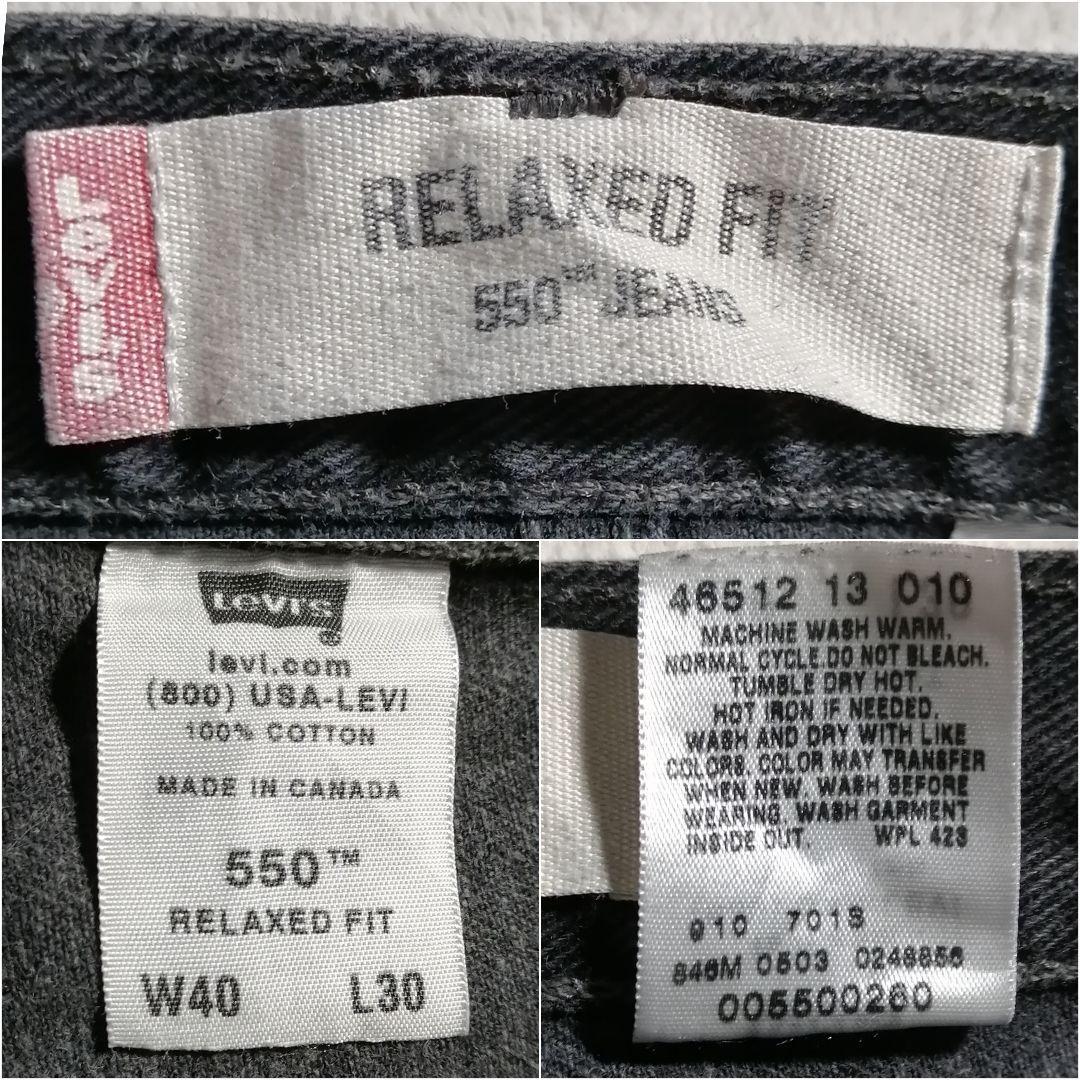 LEVI'S
RELAXED FIT
550™ JEANS
LEVI'S
levi.com
(800) USA-LEVI
100% COTTON
MADE IN CANADA
550™
RELAXED FIT
W40 L30
46512 13 010
MACHINE WASH WARM,
NORMAL CYCLE.DO NOT BLEACH.
TUMBLE DRY HOT.
HOT IRON IF NEEDED.
WASH AND DRY WITH LIKE
COLORS. COLOR MAY TRANSFER
WHEN NEW. WASH BEFORE
WEARING. WASH GARMENT
INSIDE OUT. WPL 423
910 701S
846M 0503 0248856
005500260